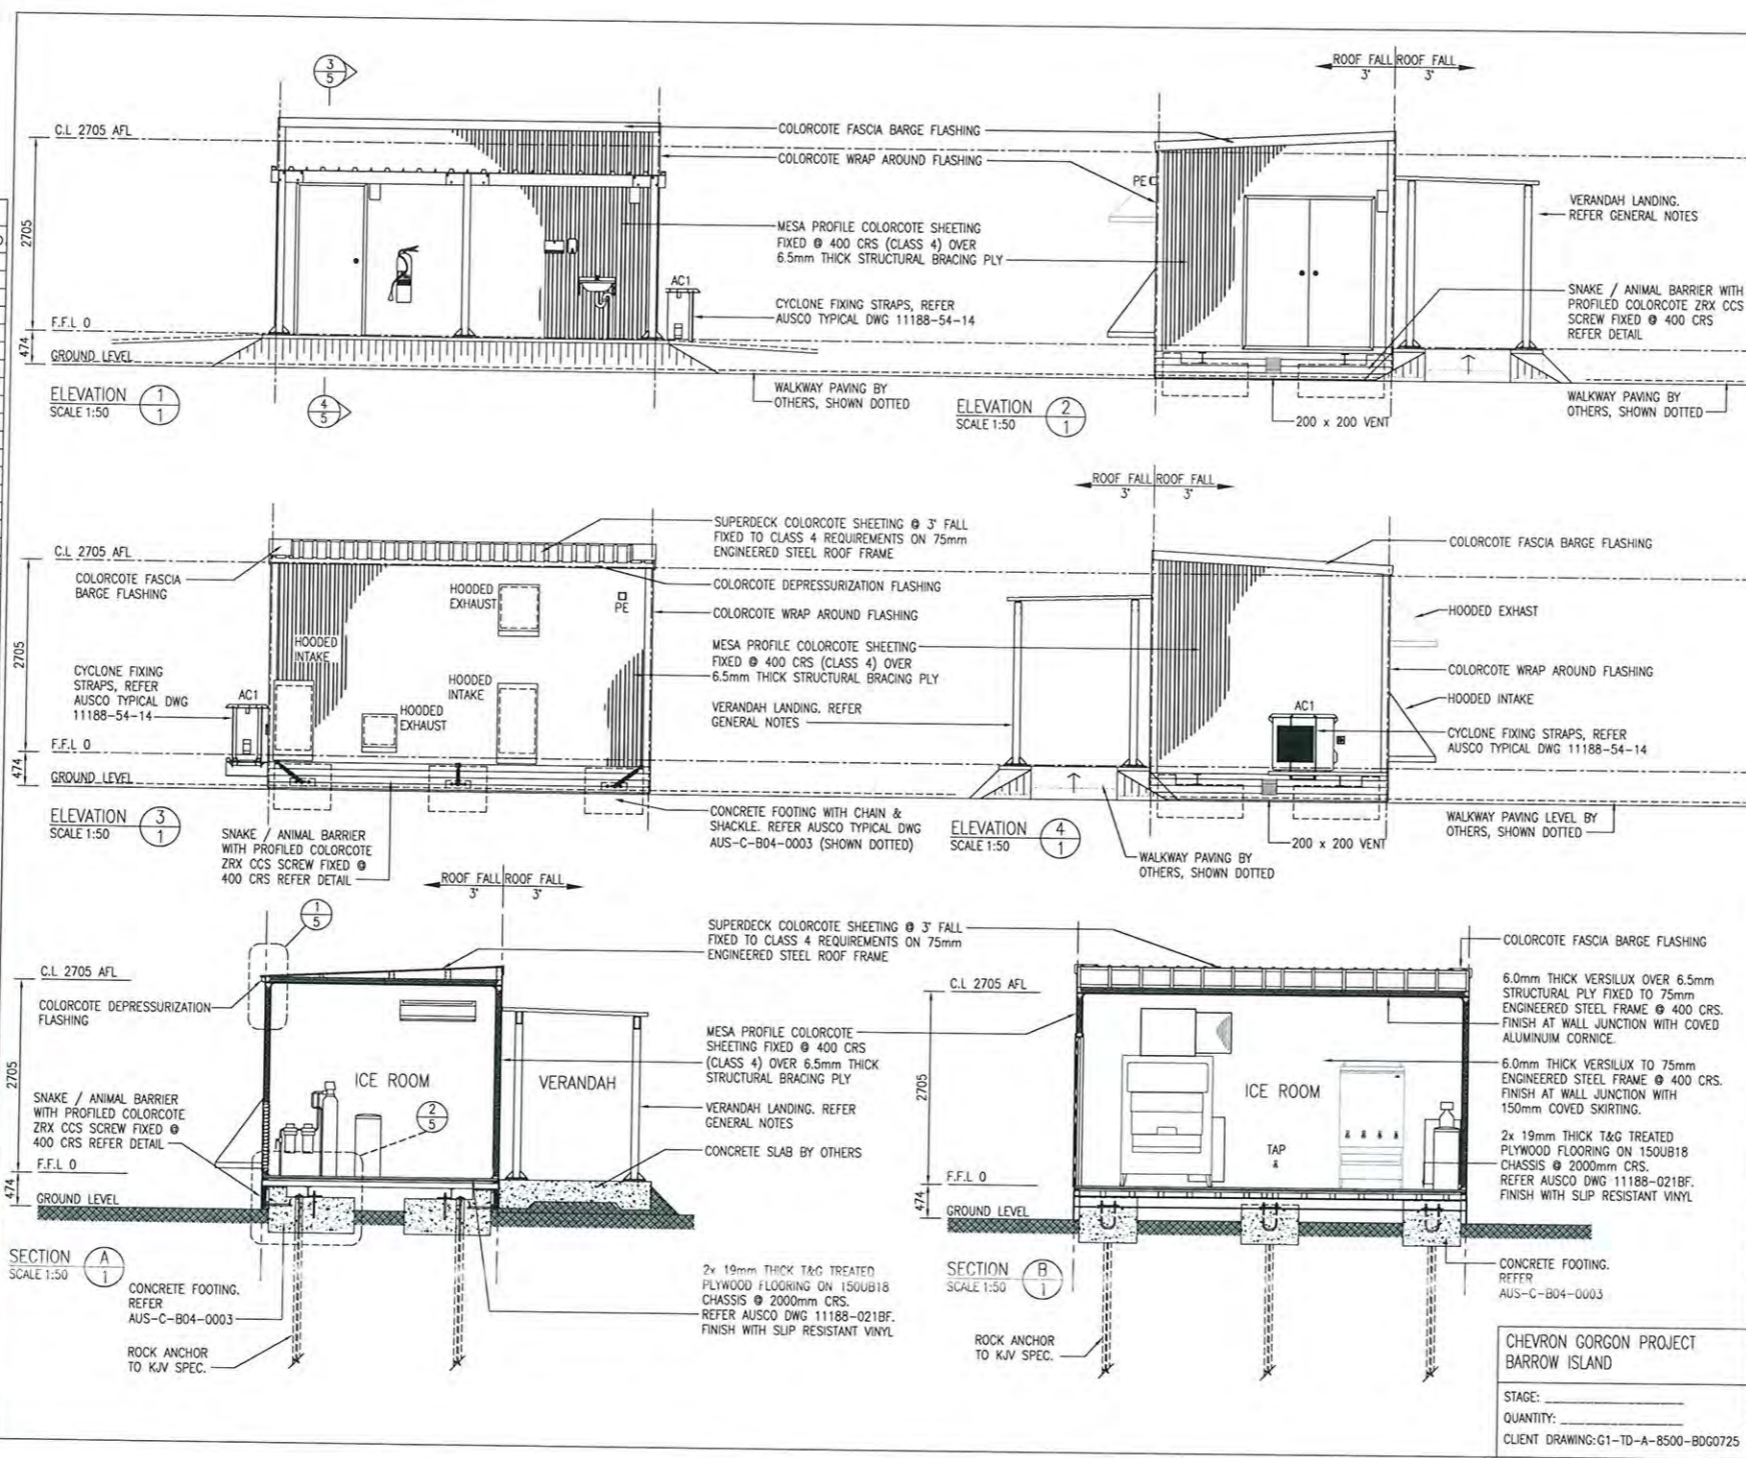 3
5
C.L 2705 AFL
2705
F.F.L 0
474
GROUND LEVEL
AC1
ELEVATION
SCALE 1:50
1
1
4
5
COLORCOTE FASCIA BARGE FLASHING
COLORCOTE WRAP AROUND FLASHING
MESA PROFILE COLORCOTE SHEETING
FIXED @ 400 CRS (CLASS 4) OVER
6.5mm THICK STRUCTURAL BRACING PLY
CYCLONE FIXING STRAPS, REFER
AUSCO TYPICAL DWG 11188-54-14
WALKWAY PAVING BY
OTHERS, SHOWN DOTTED
ROOF FALL ROOF FALL
3° 3°
PE
VERANDAH LANDING.
REFER GENERAL NOTES
SNAKE / ANIMAL BARRIER WITH
PROFILED COLORCOTE ZRX CCS
SCREW FIXED @ 400 CRS
REFER DETAIL
WALKWAY PAVING BY
OTHERS, SHOWN DOTTED
200 x 200 VENT
ELEVATION
SCALE 1:50
2
1
C.L 2705 AFL
COLORCOTE FASCIA
BARGE FLASHING
2705
CYCLONE FIXING
STRAPS, REFER
AUSCO TYPICAL DWG
11188-54-14
AC1
F.F.L 0
474
GROUND LEVEL
HOODED
INTAKE
HOODED
EXHAUST
HOODED
EXHAUST
HOODED
INTAKE
PE
ELEVATION
SCALE 1:50
3
1
SNAKE / ANIMAL BARRIER
WITH PROFILED COLORCOTE
ZRX CCS SCREW FIXED @
400 CRS REFER DETAIL
SUPERDECK COLORCOTE SHEETING @ 3° FALL
FIXED TO CLASS 4 REQUIREMENTS ON 75mm
ENGINEERED STEEL ROOF FRAME
COLORCOTE DEPRESSURIZATION FLASHING
COLORCOTE WRAP AROUND FLASHING
MESA PROFILE COLORCOTE SHEETING
FIXED @ 400 CRS (CLASS 4) OVER
6.5mm THICK STRUCTURAL BRACING PLY
VERANDAH LANDING. REFER
GENERAL NOTES
CONCRETE FOOTING WITH CHAIN &
SHACKLE. REFER AUSCO TYPICAL DWG
AUS-C-B04-0003 (SHOWN DOTTED)
ROOF FALL ROOF FALL
3° 3°
COLORCOTE FASCIA BARGE FLASHING
HOODED EXHAST
COLORCOTE WRAP AROUND FLASHING
HOODED INTAKE
AC1
CYCLONE FIXING STRAPS, REFER
AUSCO TYPICAL DWG 11188-54-14
WALKWAY PAVING LEVEL BY
OTHERS, SHOWN DOTTED
200 x 200 VENT
WALKWAY PAVING BY
OTHERS, SHOWN DOTTED
ELEVATION
SCALE 1:50
4
1
ROOF FALL ROOF FALL
3° 3°
1
5
C.L 2705 AFL
COLORCOTE DEPRESSURIZATION
FLASHING
2705
SNAKE / ANIMAL BARRIER
WITH PROFILED COLORCOTE
ZRX CCS SCREW FIXED @
400 CRS REFER DETAIL
F.F.L 0
474
GROUND LEVEL
ICE ROOM
2
5
VERANDAH
SECTION
SCALE 1:50
A
1
CONCRETE FOOTING.
REFER
AUS-C-B04-0003
ROCK ANCHOR
TO KJV SPEC.
SUPERDECK COLORCOTE SHEETING @ 3° FALL
FIXED TO CLASS 4 REQUIREMENTS ON 75mm
ENGINEERED STEEL ROOF FRAME
MESA PROFILE COLORCOTE
SHEETING FIXED @ 400 CRS
(CLASS 4) OVER 6.5mm THICK
STRUCTURAL BRACING PLY
VERANDAH LANDING. REFER
GENERAL NOTES
CONCRETE SLAB BY OTHERS
2x 19mm THICK T&G TREATED
PLYWOOD FLOORING ON 150UB18
CHASSIS @ 2000mm CRS.
REFER AUSCO DWG 11188-021BF.
FINISH WITH SLIP RESISTANT VINYL
C.L 2705 AFL
2705
F.F.L 0
474
GROUND LEVEL
ICE ROOM
TAP
SECTION
SCALE 1:50
B
1
ROCK ANCHOR
TO KJV SPEC.
COLORCOTE FASCIA BARGE FLASHING
6.0mm THICK VERSILUX OVER 6.5mm
STRUCTURAL PLY FIXED TO 75mm
ENGINEERED STEEL FRAME @ 400 CRS.
FINISH AT WALL JUNCTION WITH COVED
ALUMINUIM CORNICE.
6.0mm THICK VERSILUX TO 75mm
ENGINEERED STEEL FRAME @ 400 CRS.
FINISH AT WALL JUNCTION WITH
150mm COVED SKIRTING.
2x 19mm THICK T&G TREATED
PLYWOOD FLOORING ON 150UB18
CHASSIS @ 2000mm CRS.
REFER AUSCO DWG 11188-021BF.
FINISH WITH SLIP RESISTANT VINYL
CONCRETE FOOTING.
REFER
AUS-C-B04-0003
CHEVRON GORGON PROJECT
BARROW ISLAND
STAGE:
QUANTITY:
CLIENT DRAWING:G1-TD-A-8500-BDG0725